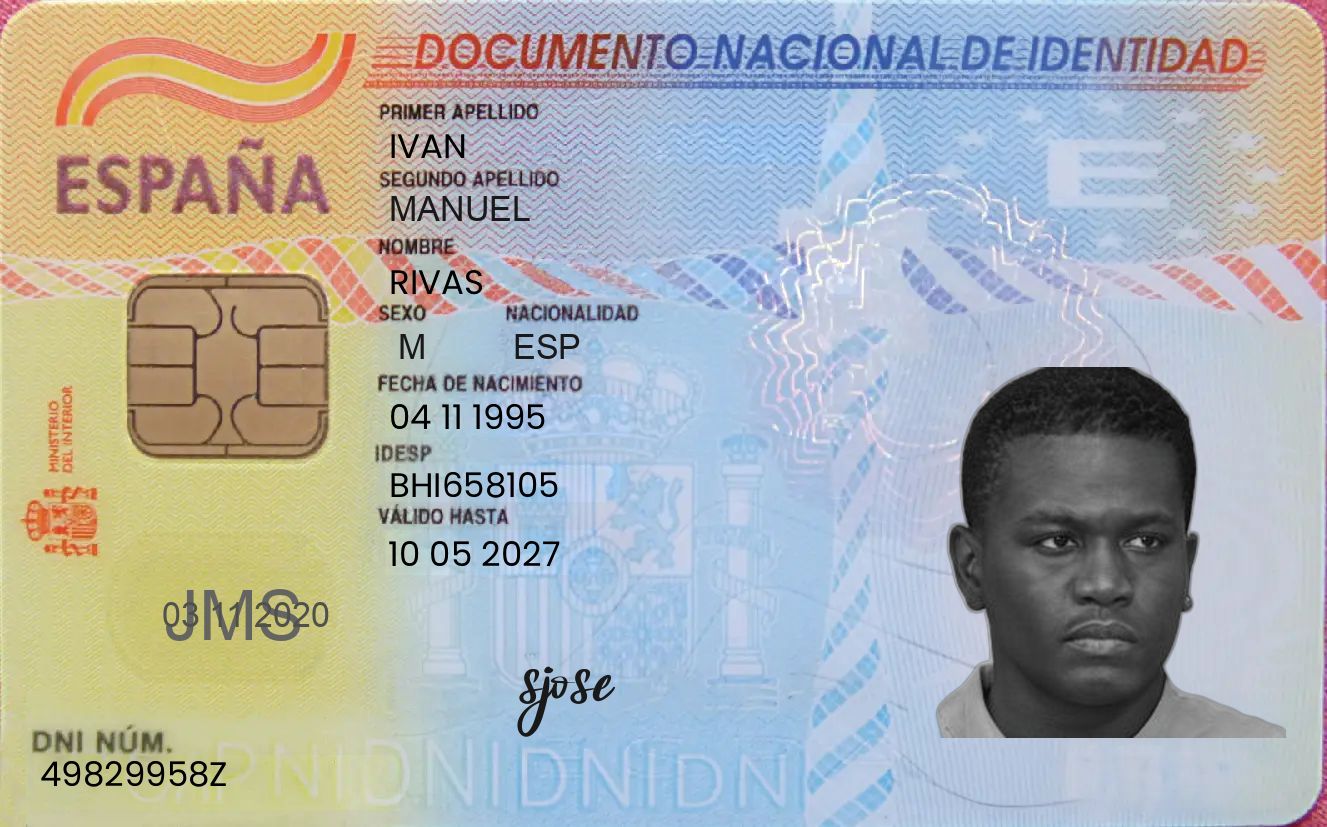 DOCUMENTO NACIONAL DE IDENTIDAD
ESPAÑA
PRIMER APELLIDO
IVAN
SEGUNDO APELLIDO
MANUEL
NOMBRE
RIVAS
SEXO NACIONALIDAD
M ESP
FECHA DE NACIMIENTO
04 11 1995
IDESP
BHI658105
VÁLIDO HASTA
10 05 2027
MINISTERIO
DEL INTERIOR
E
03 11 2020
JMS
sjose
DNI NÚM.
49829958Z
DNIDNIDNIDNI